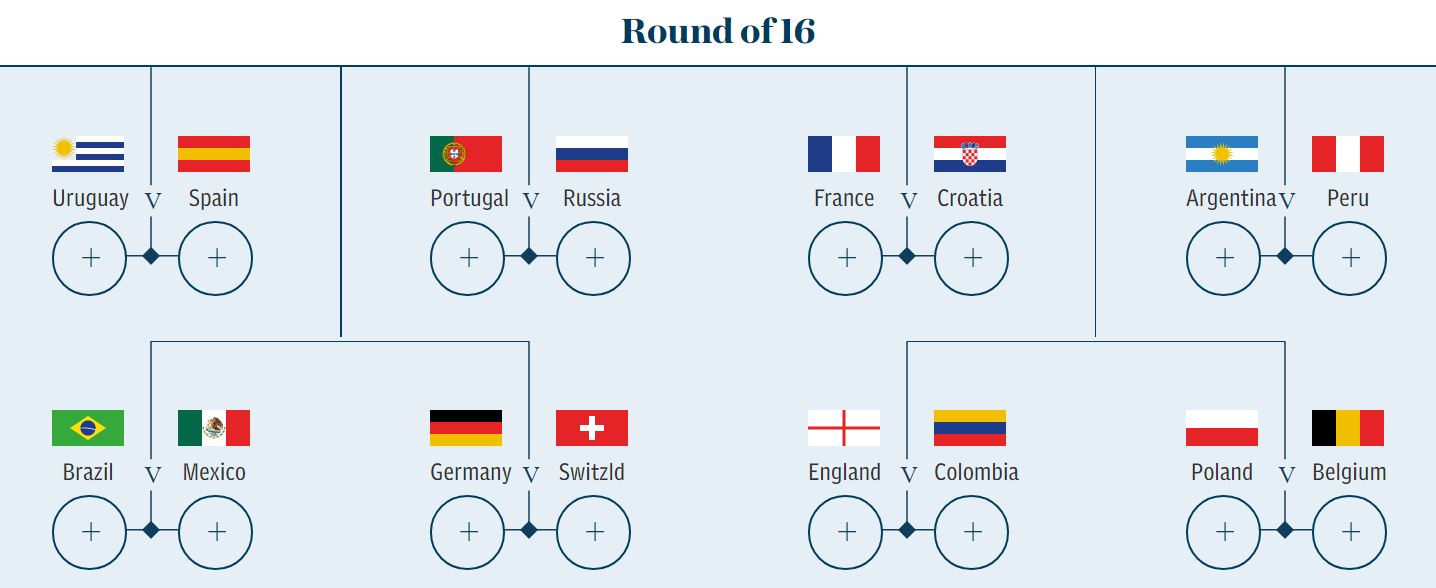 Round of 16
Uruguay V Spain
Portugal V Russia
France V Croatia
Argentina V Peru
Brazil V Mexico
Germany V Switzld
England V Colombia
Poland V Belgium